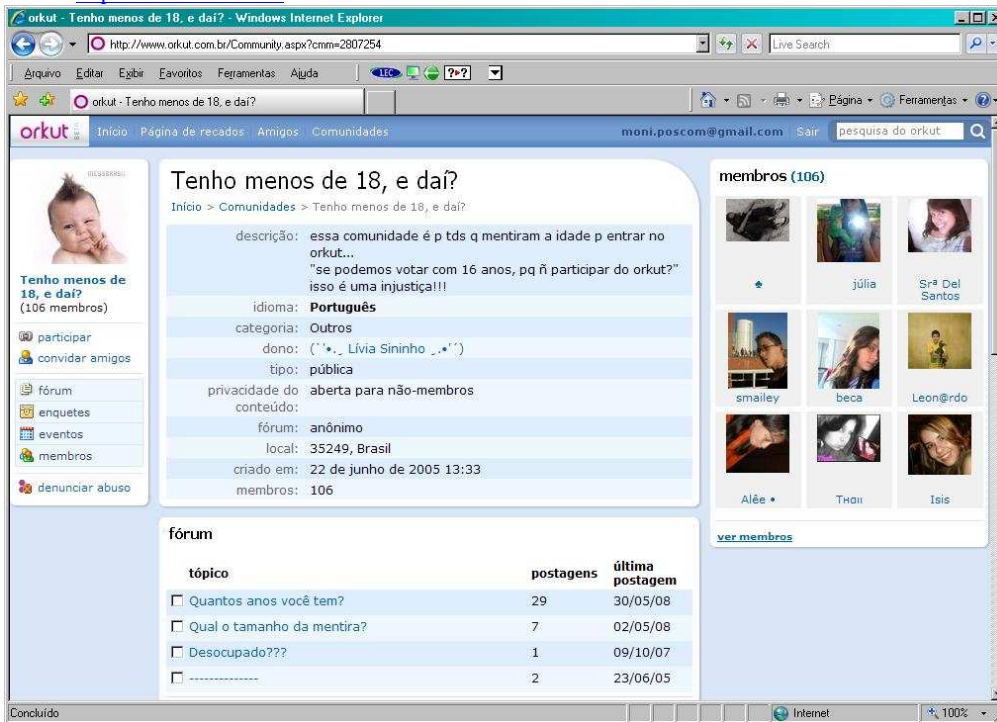 orkut - Tenho menos de 18, e daí? - Windows Internet Explorer
http://www.orkut.com.br/Community.aspx?cmm=2807254
Live Search
Arquivo Editar Exibir Favoritos Ferramentas Ajuda
LEC
orkut - Tenho menos de 18, e daí?
Página
Ferramentas
orkut
Início Página de recados Amigos Comunidades
moni.poscom@gmail.com Sair pesquisa do orkut
Tenho menos de 18, e daí?
(106 membros)
participar
convidar amigos
fórum
enquetes
eventos
membros
denunciar abuso
Tenho menos de 18, e daí?
Início > Comunidades > Tenho menos de 18, e daí?
descrição: essa comunidade é p tds q mentiram a idade p entrar no
orkut...
"se podemos votar com 16 anos, pq ñ participar do orkut?"
isso é uma injustiça!!!
idioma: Português
categoria: Outros
dono: (¨`•.¸ Lívia Sininho ¸.•´¨)
tipo: pública
privacidade do conteúdo: aberta para não-membros
fórum: anônimo
local: 35249, Brasil
criado em: 22 de junho de 2005 13:33
membros: 106
fórum
tópico postagens última postagem
Quantos anos você tem? 29 30/05/08
Qual o tamanho da mentira? 7 02/05/08
Desocupado??? 1 09/10/07
-------------- 2 23/06/05
membros (106)
♠ júlia Srª Del Santos
smailey beca Leon@rdo
Alêe • Tнαıı Isis
ver membros
Concluído
Internet
100%